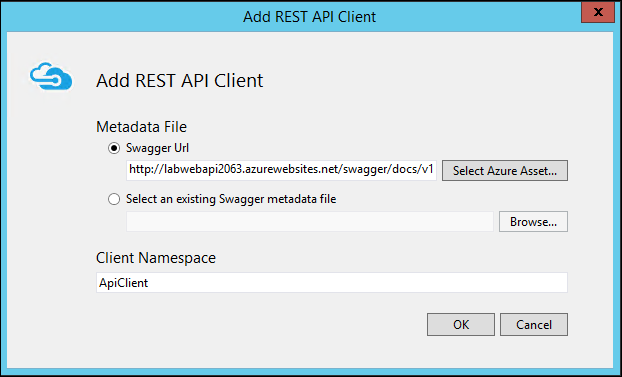 Add REST API Client
x
Add REST API Client
Metadata File
Swagger Url
http://labwebapi2063.azurewebsites.net/swagger/docs/v1
Select Azure Asset...
Select an existing Swagger metadata file
Browse...
Client Namespace
ApiClient
OK
Cancel